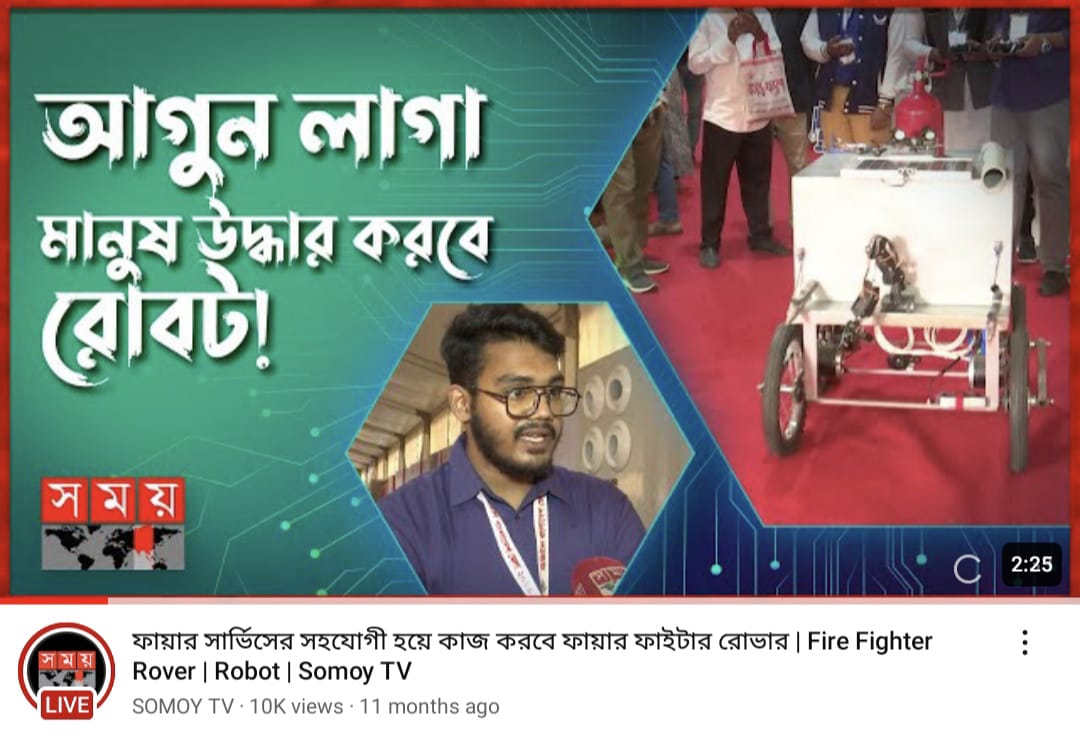 আগুন লাগা
মানুষ উদ্ধার করবে
রোবট!
সময়
2:25
ফায়ার সার্ভিসের সহযোগী হয়ে কাজ করবে ফায়ার ফাইটার রোভার | Fire Fighter
Rover | Robot | Somoy TV
সময়
LIVE
SOMOY TV · 10K views · 11 months ago